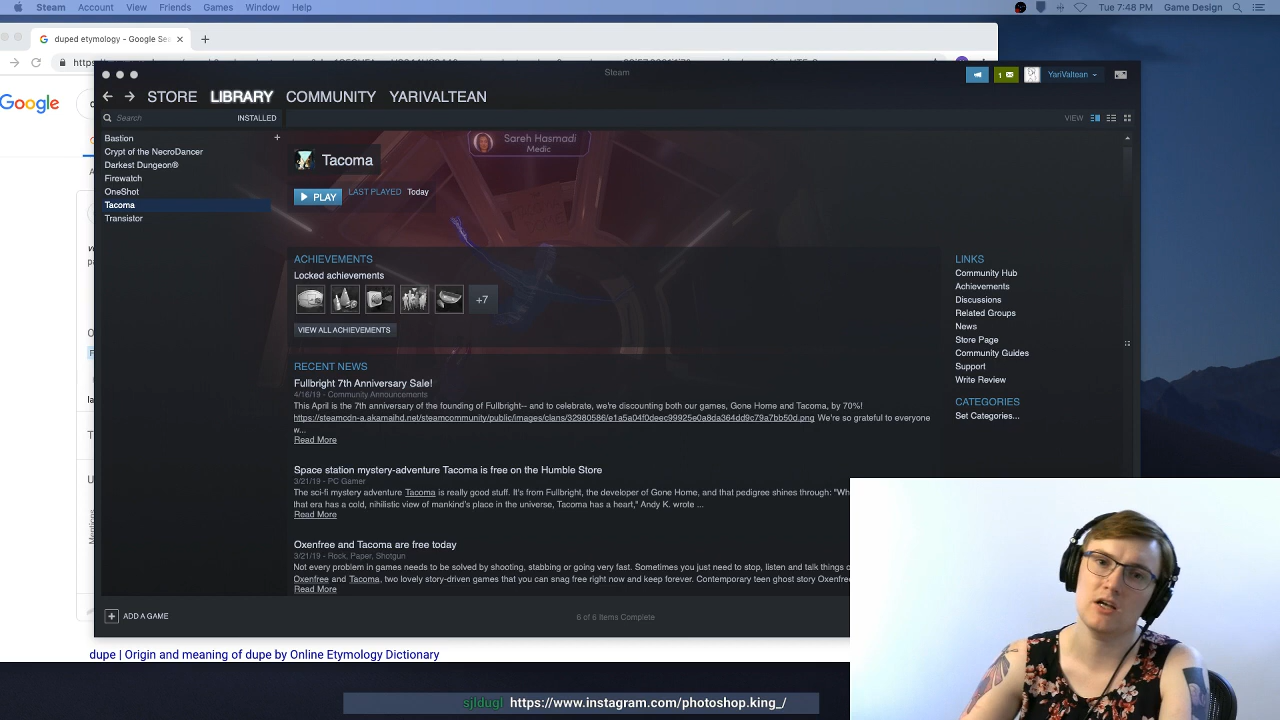 Steam Account View Friends Games Window Help
Tue 7:48 PM Game Design
duped etymology - Google Se
https:/
Steam
1
YariValtean
Google
STORE LIBRARY COMMUNITY YARIVALTEAN
Search INSTALLED
VIEW
Bastion
Crypt of the NecroDancer
Darkest Dungeon®
Firewatch
OneShot
Tacoma
Transistor
Sareh Hasmadi
Medic
Tacoma
PLAY
LAST PLAYED Today
ACHIEVEMENTS
Locked achievements
+7
VIEW ALL ACHIEVEMENTS
RECENT NEWS
Fullbright 7th Anniversary Sale!
4/16/19 - Community Announcements
This April is the 7th anniversary of the founding of Fullbright-- and to celebrate, we're discounting both our games, Gone Home and Tacoma, by 70%!
https://steamcdn-a.akamaihd.net/steamcommunity/public/images/clans/32980586/e1a5a04f0deec99925e0a8da364dd9c79a7bb50d.png We're so grateful to everyone
w...
Read More
Space station mystery-adventure Tacoma is free on the Humble Store
3/21/19 - PC Gamer
The sci-fi mystery adventure Tacoma is really good stuff. It's from Fullbright, the developer of Gone Home, and that pedigree shines through: "Wh
that era has a cold, nihilistic view of mankind's place in the universe, Tacoma has a heart," Andy K. wrote ...
Read More
Oxenfree and Tacoma are free today
3/21/19 - Rock, Paper, Shotgun
Not every problem in games needs to be solved by shooting, stabbing or going very fast. Sometimes you just need to stop, listen and talk things o
Oxenfree and Tacoma, two lovely story-driven games that you can snag free right now and keep forever. Contemporary teen ghost story Oxenfre
Read More
LINKS
Community Hub
Achievements
Discussions
Related Groups
News
Store Page
Community Guides
Support
Write Review
CATEGORIES
Set Categories...
Mentions
ADD A GAME
6 of 6 Items Complete
dupe | Origin and meaning of dupe by Online Etymology Dictionary
sjldugl https://www.instagram.com/photoshop.king_/